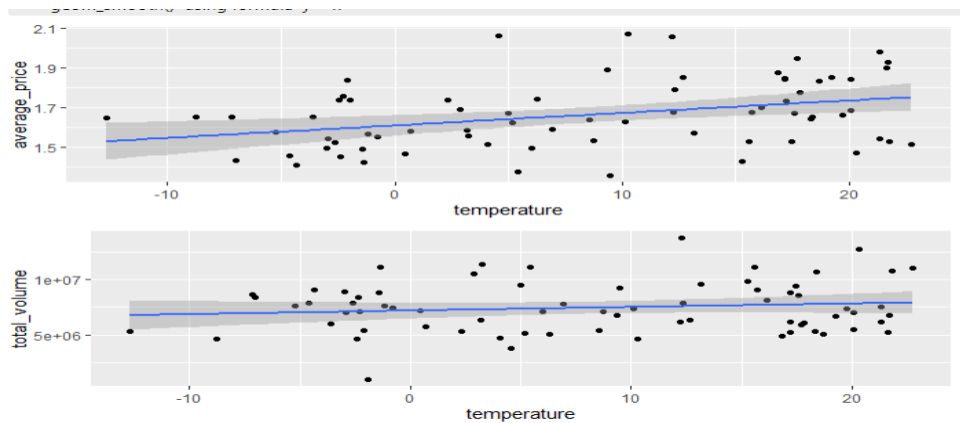 2.1
1.9
1.7
1.5
average_price
-10 0 10 20
temperature
1e+07
5e+06
total_volume
-10 0 10 20
temperature